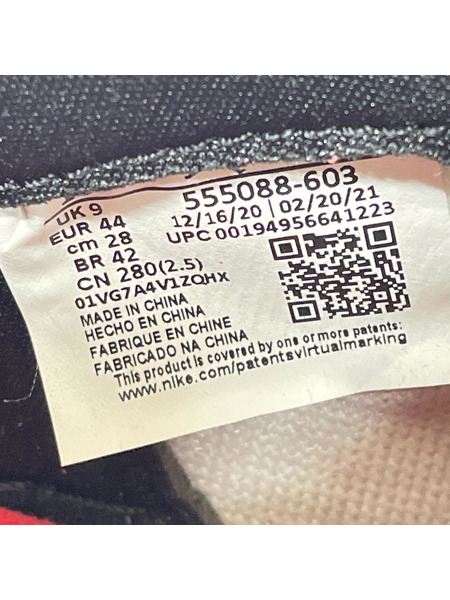 555088-603
UK 9
12/16/20 | 02/20/21
EUR 44
UPC 00194956641223
cm 28
BR 42
CN 280(2.5)
01VG7A4V1ZQHX
MADE IN CHINA
HECHO EN CHINA
FABRIQUE EN CHINE
FABRICADO NA CHINA
This product is covered by one or more patents:
www.nike.com/patentsvirtualmarking